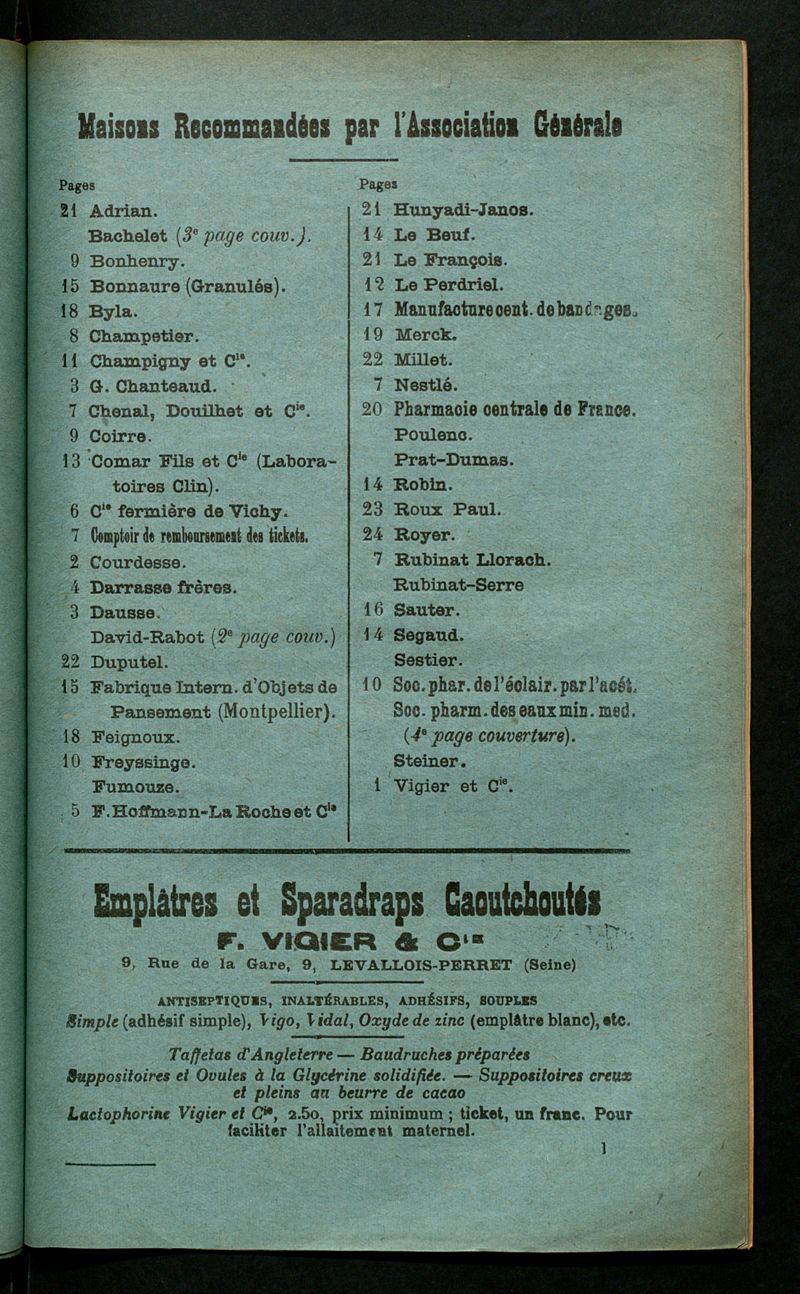 Maisons Recommandées par l'Association Générale
Pages
21 Adrian.
Bachelet (3e page couv.).
9 Bonhenry.
15 Bonnaure (Granulés).
18 Byla.
8 Champetier.
11 Champigny et Cie.
3 G. Chanteaud.
7 Chenal, Douilhet et Cie.
9 Coirre.
13 Comar Fils et Cie (Labora-
toires Clin).
6 Cie fermière de Vichy.
7 Comptoir de remboursement des tickets.
2 Courdesse.
4 Darrasse frères.
3 Dausse.
David-Rabot (2e page couv.)
22 Duputel.
15 Fabrique Intern. d'Objets de
Pansement (Montpellier).
18 Feignoux.
10 Freyssinge.
Fumouze.
5 F. Hoffmann-La Roche et Cie
Pages
21 Hunyadi-Janos.
14 Le Beuf.
21 Le François.
12 Le Perdriel.
17 Manufacture cent. de bandages.
19 Merck.
22 Millet.
7 Nestlé.
20 Pharmacie centrale de France.
Poulenc.
Prat-Dumas.
14 Robin.
23 Roux Paul.
24 Royer.
7 Rubinat Llorach.
Rubinat-Serre
16 Sauter.
14 Segaud.
Sestier.
10 Soc. phar. de l'éclair. par l'acét.
Soc. pharm. des eaux min. med.
(4e page couverture).
Steiner.
1 Vigier et Cie.
Emplâtres et Sparadraps Caoutchoutés
F. VIGIER & Cie
9, Rue de la Gare, 9, LEVALLOIS-PERRET (Seine)
ANTISEPTIQUES, INALTÉRABLES, ADHÉSIFS, SOUPLES
Simple (adhésif simple), Vigo, Vidal, Oxyde de zinc (emplâtre blanc), etc.
Taffetas d'Angleterre — Baudruches préparées
Suppositoires et Ovules à la Glycérine solidifiée. — Suppositoires creux
et pleins au beurre de cacao
Lactophorine Vigier et Cie, 2.50, prix minimum ; ticket, un franc. Pour
faciliter l'allaitement maternel.
1